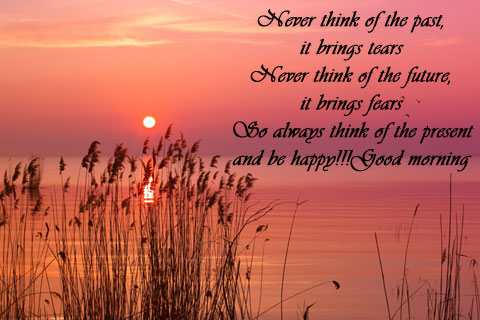 Never think of the past,
it brings tears
Never think of the future,
it brings fears
So always think of the present
and be happy!!!Good morning